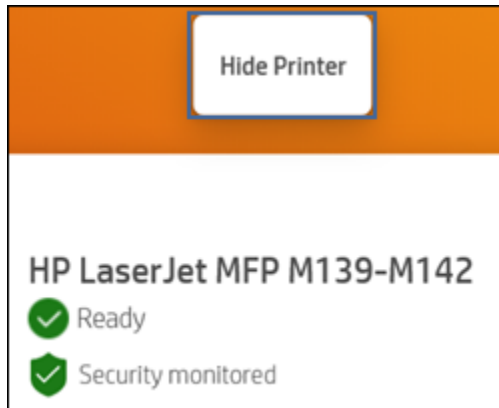 Hide Printer
HP LaserJet MFP M139-M142
Ready
Security monitored